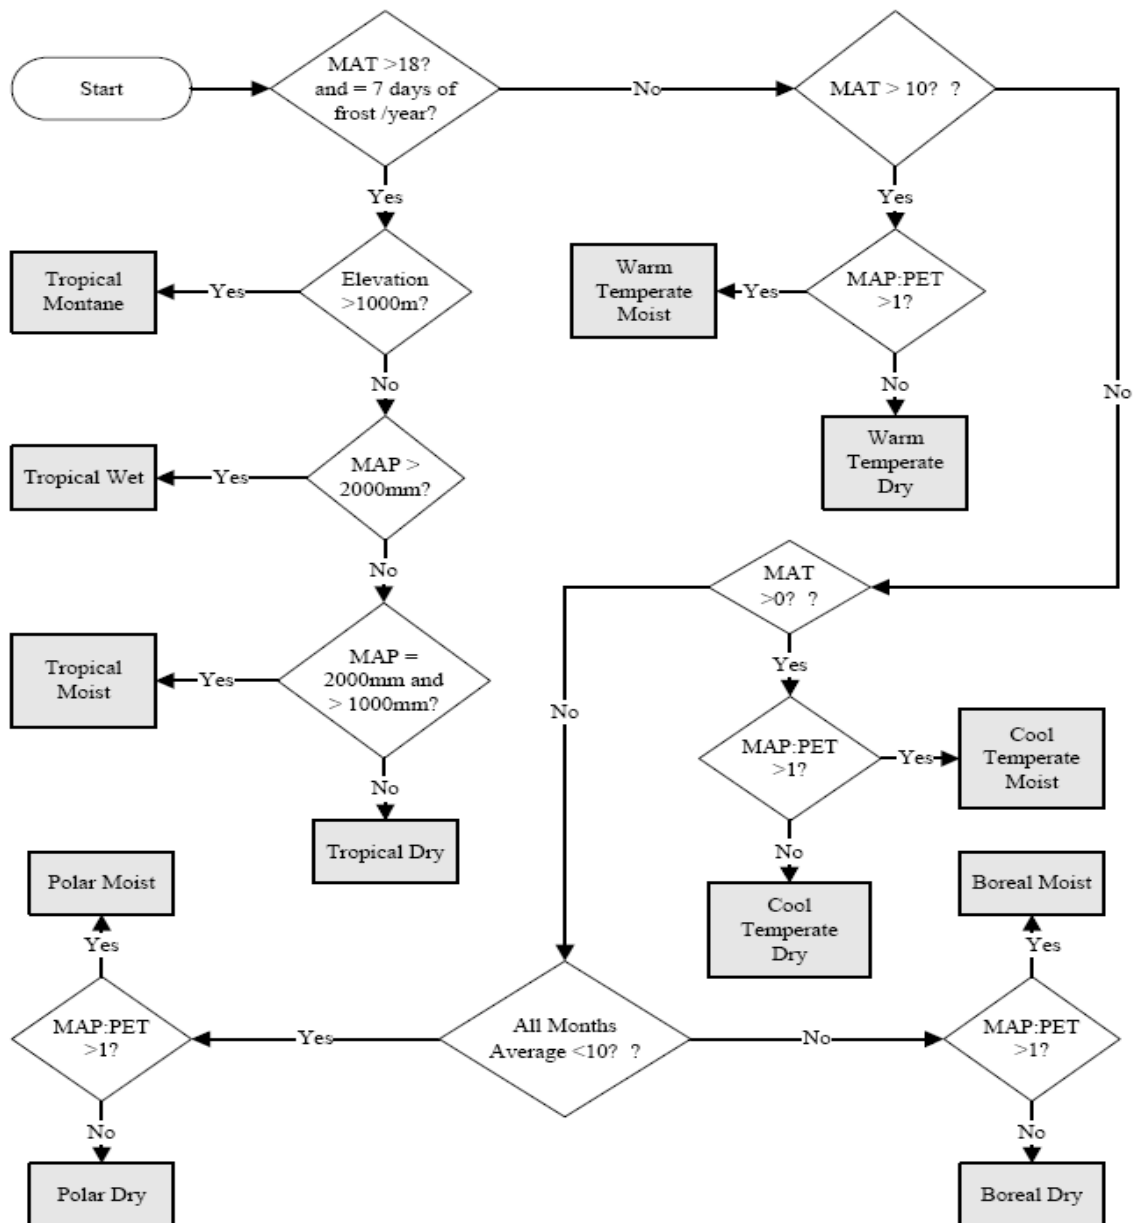 Start
MAT >18?
and = 7 days of
frost /year?
No
MAT > 10?  ?
Yes
Yes
Tropical
Montane
Yes
Elevation
>1000m?
Warm
Temperate
Moist
Yes
MAP:PET
>1?
No
No
No
Warm
Temperate
Dry
Tropical Wet
Yes
MAP >
2000mm?
No
MAT
>0?  ?
Tropical
Moist
Yes
MAP =
2000mm and
> 1000mm?
Yes
No
MAP:PET
>1?
Yes
Cool
Temperate
Moist
No
Tropical Dry
No
Cool
Temperate
Dry
Polar Moist
Yes
Boreal Moist
Yes
MAP:PET
>1?
Yes
All Months
Average <10?  ?
No
MAP:PET
>1?
No
No
Polar Dry
Boreal Dry